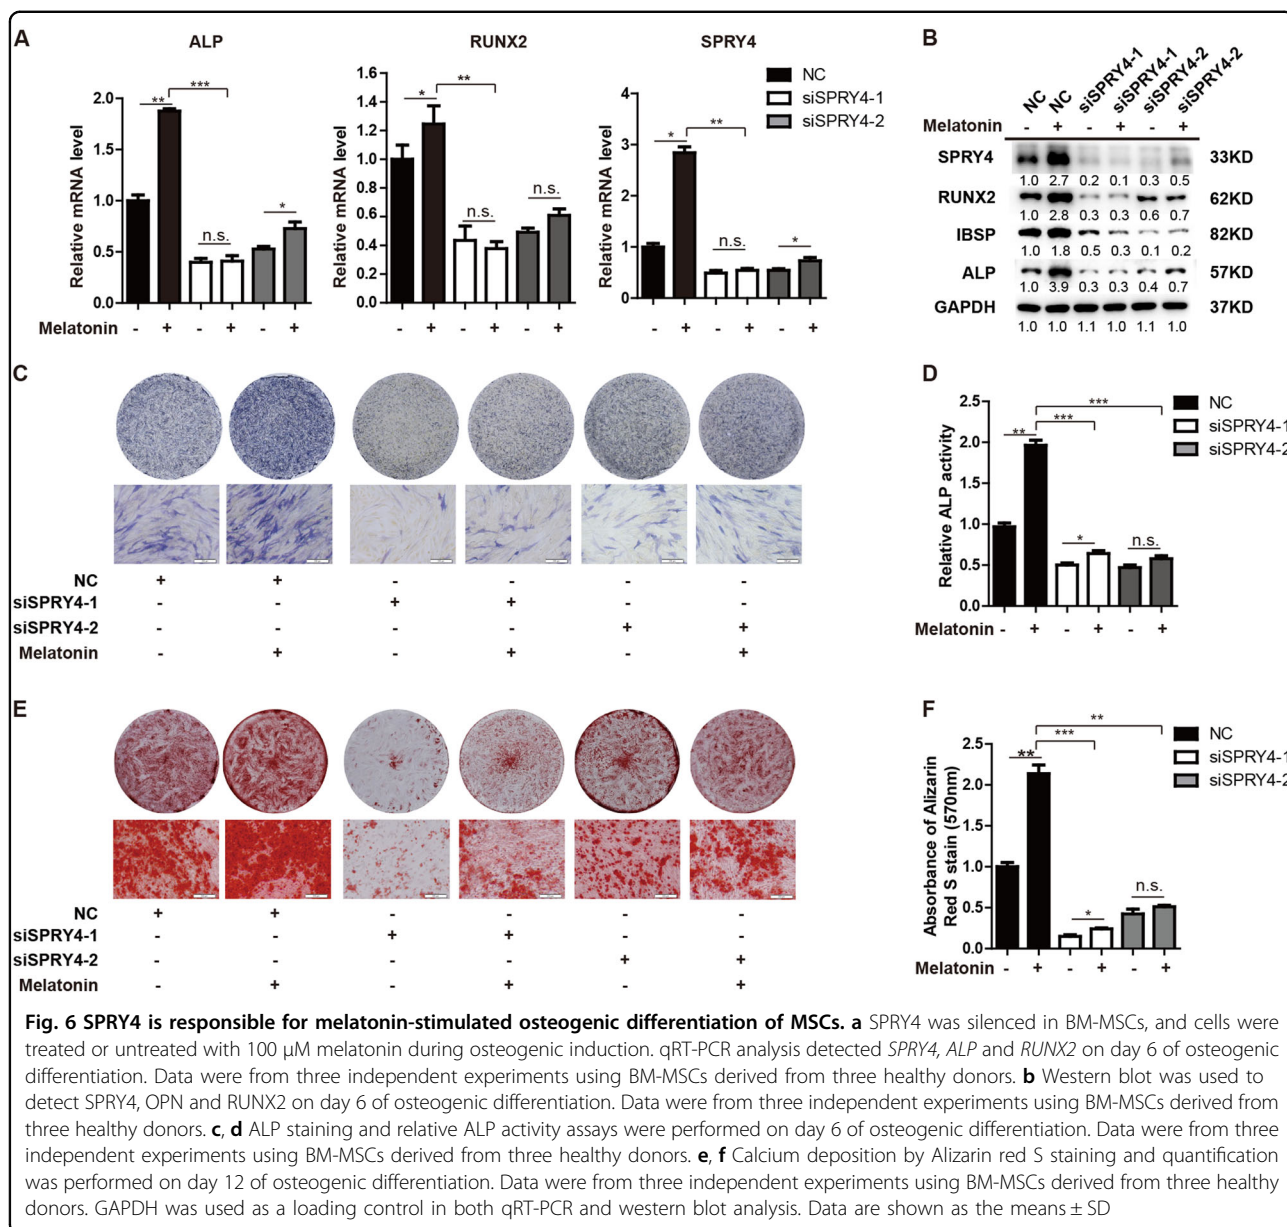 A
ALP
RUNX2
SPRY4
NC
siSPRY4-1
siSPRY4-2
Relative mRNA level
2.0
1.5
1.0
0.5
0.0
** *** n.s. *
Relative mRNA level
1.6
1.4
1.2
1.0
0.8
0.6
0.4
0.2
0.0
* ** n.s. n.s.
Relative mRNA level
4
3
2
1
0
* ** n.s. *
Melatonin - + - + - + - + - + - + - + - + - +
B
NC NC siSPRY4-1 siSPRY4-1 siSPRY4-2 siSPRY4-2
Melatonin - + - + - +
SPRY4 33KD
1.0 2.7 0.2 0.1 0.3 0.5
RUNX2 62KD
1.0 2.8 0.3 0.3 0.6 0.7
IBSP 82KD
1.0 1.8 0.5 0.3 0.1 0.2
ALP 57KD
1.0 3.9 0.3 0.3 0.4 0.7
GAPDH 37KD
1.0 1.0 1.1 1.0 1.1 1.0
C
NC + + - - - -
siSPRY4-1 - - + + - -
siSPRY4-2 - - - - + +
Melatonin - + - + - +
D
NC
siSPRY4-1
siSPRY4-2
Relative ALP activity
2.5
2.0
1.5
1.0
0.5
0.0
** *** *** * n.s.
Melatonin - + - + - +
E
NC + + - - - -
siSPRY4-1 - - + + - -
siSPRY4-2 - - - - + +
Melatonin - + - + - +
F
NC
siSPRY4-1
siSPRY4-2
Absorbance of Alizarin
Red S stain (570nm)
2.5
2.0
1.5
1.0
0.5
0.0
** *** ** * n.s.
Melatonin - + - + - +
Fig. 6 SPRY4 is responsible for melatonin-stimulated osteogenic differentiation of MSCs. a SPRY4 was silenced in BM-MSCs, and cells were
treated or untreated with 100 µM melatonin during osteogenic induction. qRT-PCR analysis detected SPRY4, ALP and RUNX2 on day 6 of osteogenic
differentiation. Data were from three independent experiments using BM-MSCs derived from three healthy donors. b Western blot was used to
detect SPRY4, OPN and RUNX2 on day 6 of osteogenic differentiation. Data were from three independent experiments using BM-MSCs derived from
three healthy donors. c, d ALP staining and relative ALP activity assays were performed on day 6 of osteogenic differentiation. Data were from three
independent experiments using BM-MSCs derived from three healthy donors. e, f Calcium deposition by Alizarin red S staining and quantification
was performed on day 12 of osteogenic differentiation. Data were from three independent experiments using BM-MSCs derived from three healthy
donors. GAPDH was used as a loading control in both qRT-PCR and western blot analysis. Data are shown as the means ± SD